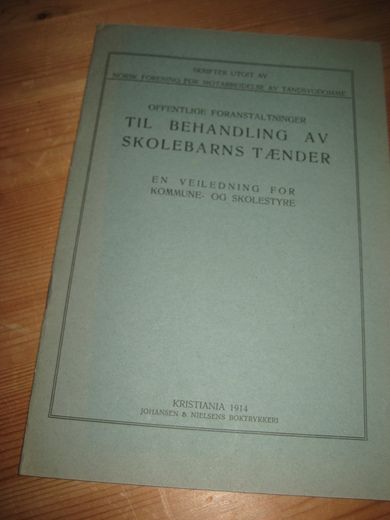 SKRIFTER UTGIT AV
NORSK FORENING FOR MOTARBEIDELSE AV TANDSYGDOMME
OFFENTLIGE FORANSTALTNINGER
TIL BEHANDLING AV
SKOLEBARNS TÆNDER
EN VEILEDNING FOR
KOMMUNE- OG SKOLESTYRE
KRISTIANIA 1914
JOHANSEN & NIELSENS BOKTRYKKERI